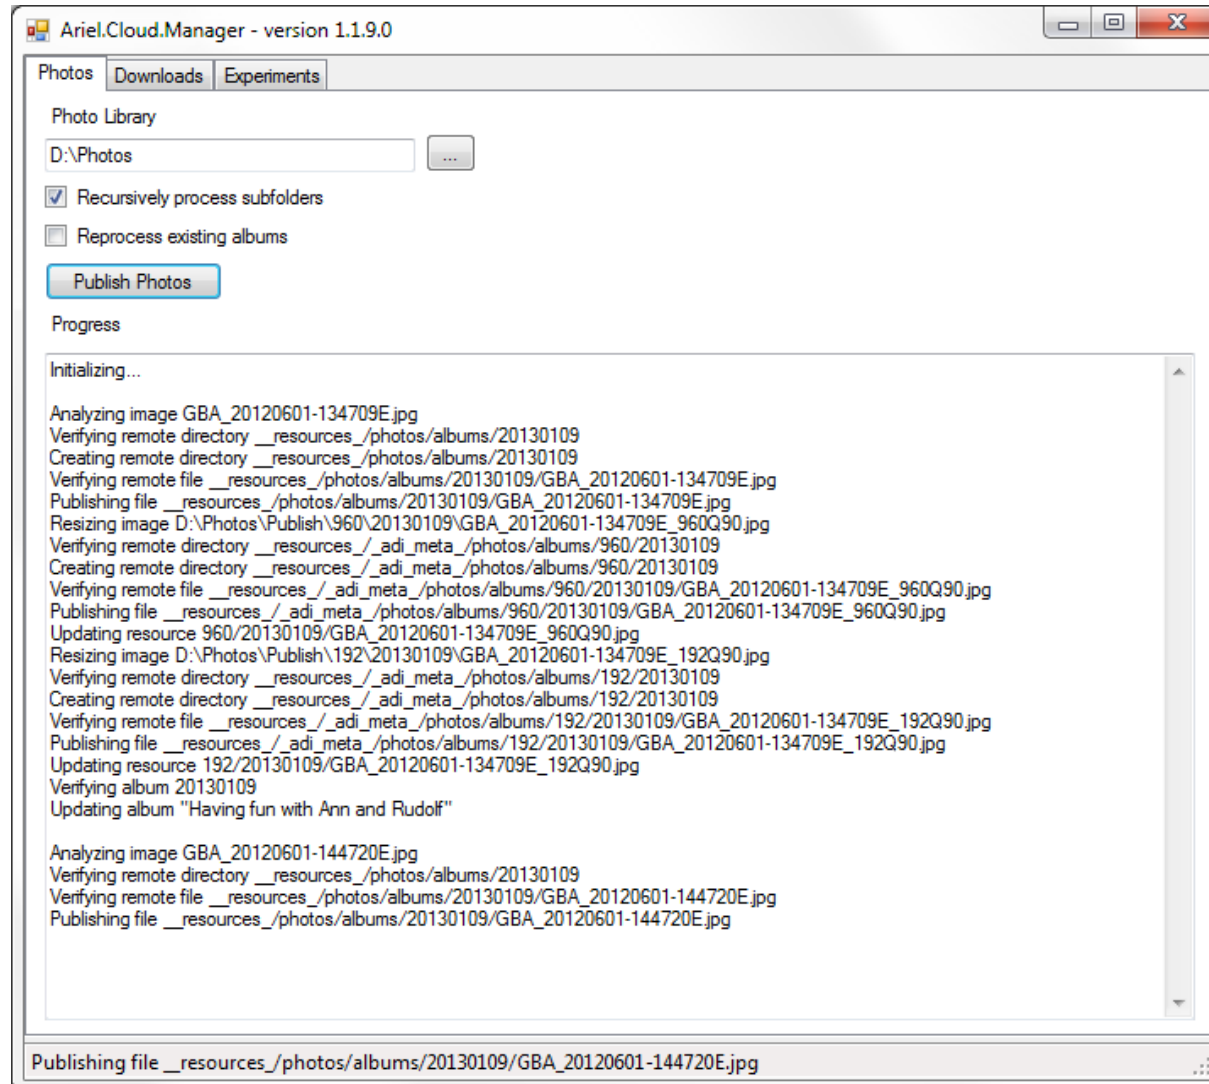 Ariel.Cloud.Manager - version 1.1.9.0
Photos Downloads Experiments
Photo Library
D:\Photos ...
Recursively process subfolders
Reprocess existing albums
Publish Photos
Progress
Initializing...
Analyzing image GBA_20120601-134709E.jpg
Verifying remote directory __resources_/photos/albums/20130109
Creating remote directory __resources_/photos/albums/20130109
Verifying remote file __resources_/photos/albums/20130109/GBA_20120601-134709E.jpg
Publishing file __resources_/photos/albums/20130109/GBA_20120601-134709E.jpg
Resizing image D:\Photos\Publish\960\20130109\GBA_20120601-134709E_960Q90.jpg
Verifying remote directory __resources_/_adi_meta_/photos/albums/960/20130109
Creating remote directory __resources_/_adi_meta_/photos/albums/960/20130109
Verifying remote file __resources_/_adi_meta_/photos/albums/960/20130109/GBA_20120601-134709E_960Q90.jpg
Publishing file __resources_/_adi_meta_/photos/albums/960/20130109/GBA_20120601-134709E_960Q90.jpg
Updating resource 960/20130109/GBA_20120601-134709E_960Q90.jpg
Resizing image D:\Photos\Publish\192\20130109\GBA_20120601-134709E_192Q90.jpg
Verifying remote directory __resources_/_adi_meta_/photos/albums/192/20130109
Creating remote directory __resources_/_adi_meta_/photos/albums/192/20130109
Verifying remote file __resources_/_adi_meta_/photos/albums/192/20130109/GBA_20120601-134709E_192Q90.jpg
Publishing file __resources_/_adi_meta_/photos/albums/192/20130109/GBA_20120601-134709E_192Q90.jpg
Updating resource 192/20130109/GBA_20120601-134709E_192Q90.jpg
Verifying album 20130109
Updating album "Having fun with Ann and Rudolf"
Analyzing image GBA_20120601-144720E.jpg
Verifying remote directory __resources_/photos/albums/20130109
Verifying remote file __resources_/photos/albums/20130109/GBA_20120601-144720E.jpg
Publishing file __resources_/photos/albums/20130109/GBA_20120601-144720E.jpg
Publishing file __resources_/photos/albums/20130109/GBA_20120601-144720E.jpg